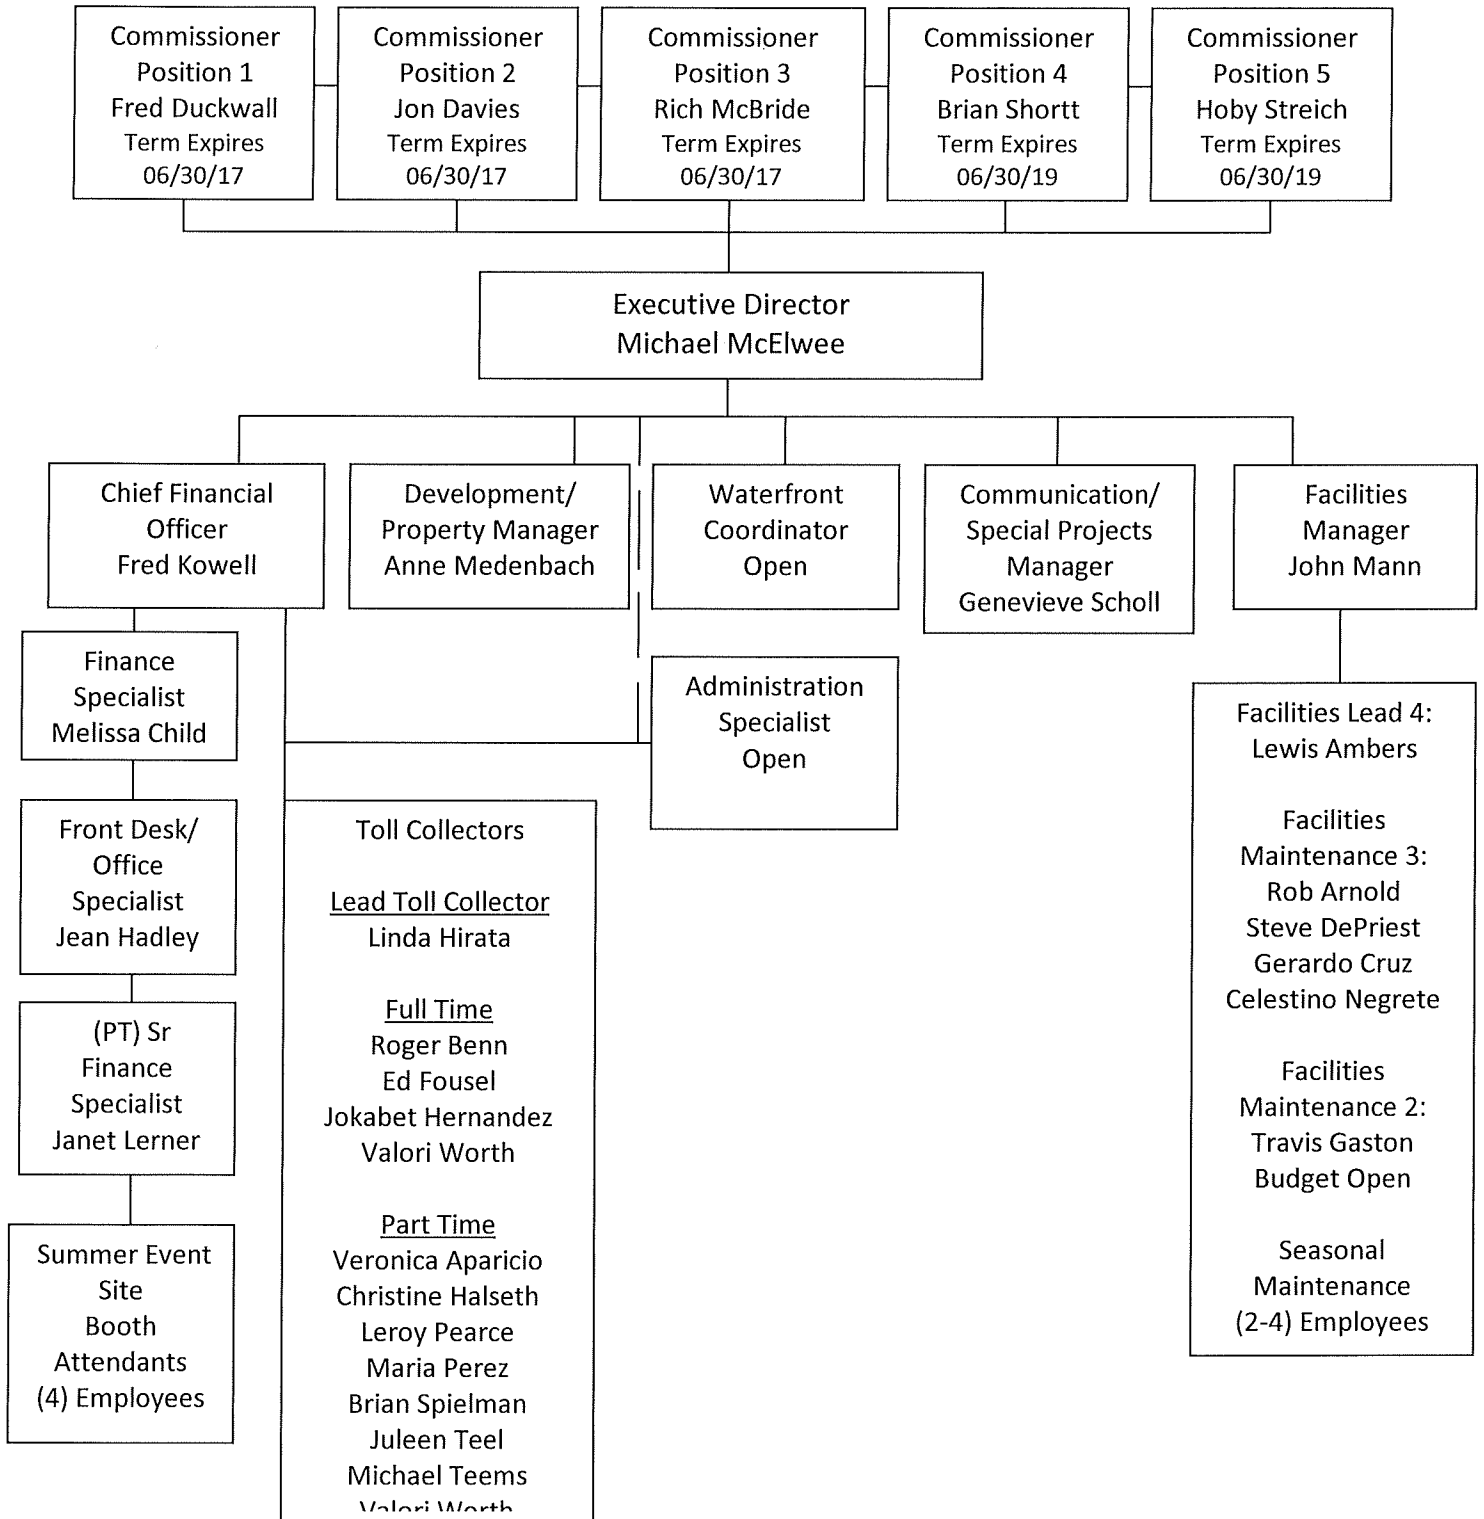 Commissioner
Position 1
Fred Duckwall
Term Expires
06/30/17
Commissioner
Position 2
Jon Davies
Term Expires
06/30/17
Commissioner
Position 3
Rich McBride
Term Expires
06/30/17
Commissioner
Position 4
Brian Shortt
Term Expires
06/30/19
Commissioner
Position 5
Hoby Streich
Term Expires
06/30/19
Executive Director
Michael McElwee
Chief Financial
Officer
Fred Kowell
Development/
Property Manager
Anne Medenbach
Waterfront
Coordinator
Open
Communication/
Special Projects
Manager
Genevieve Scholl
Facilities
Manager
John Mann
Finance
Specialist
Melissa Child
Administration
Specialist
Open
Front Desk/
Office
Specialist
Jean Hadley
(PT) Sr
Finance
Specialist
Janet Lerner
Summer Event
Site
Booth
Attendants
(4) Employees
Toll Collectors
Lead Toll Collector
Linda Hirata
Full Time
Roger Benn
Ed Fousel
Jokabet Hernandez
Valori Worth
Part Time
Veronica Aparicio
Christine Halseth
Leroy Pearce
Maria Perez
Brian Spielman
Juleen Teel
Michael Teems
Valori Worth
Facilities Lead 4:
Lewis Ambers
Facilities
Maintenance 3:
Rob Arnold
Steve DePriest
Gerardo Cruz
Celestino Negrete
Facilities
Maintenance 2:
Travis Gaston
Budget Open
Seasonal
Maintenance
(2-4) Employees